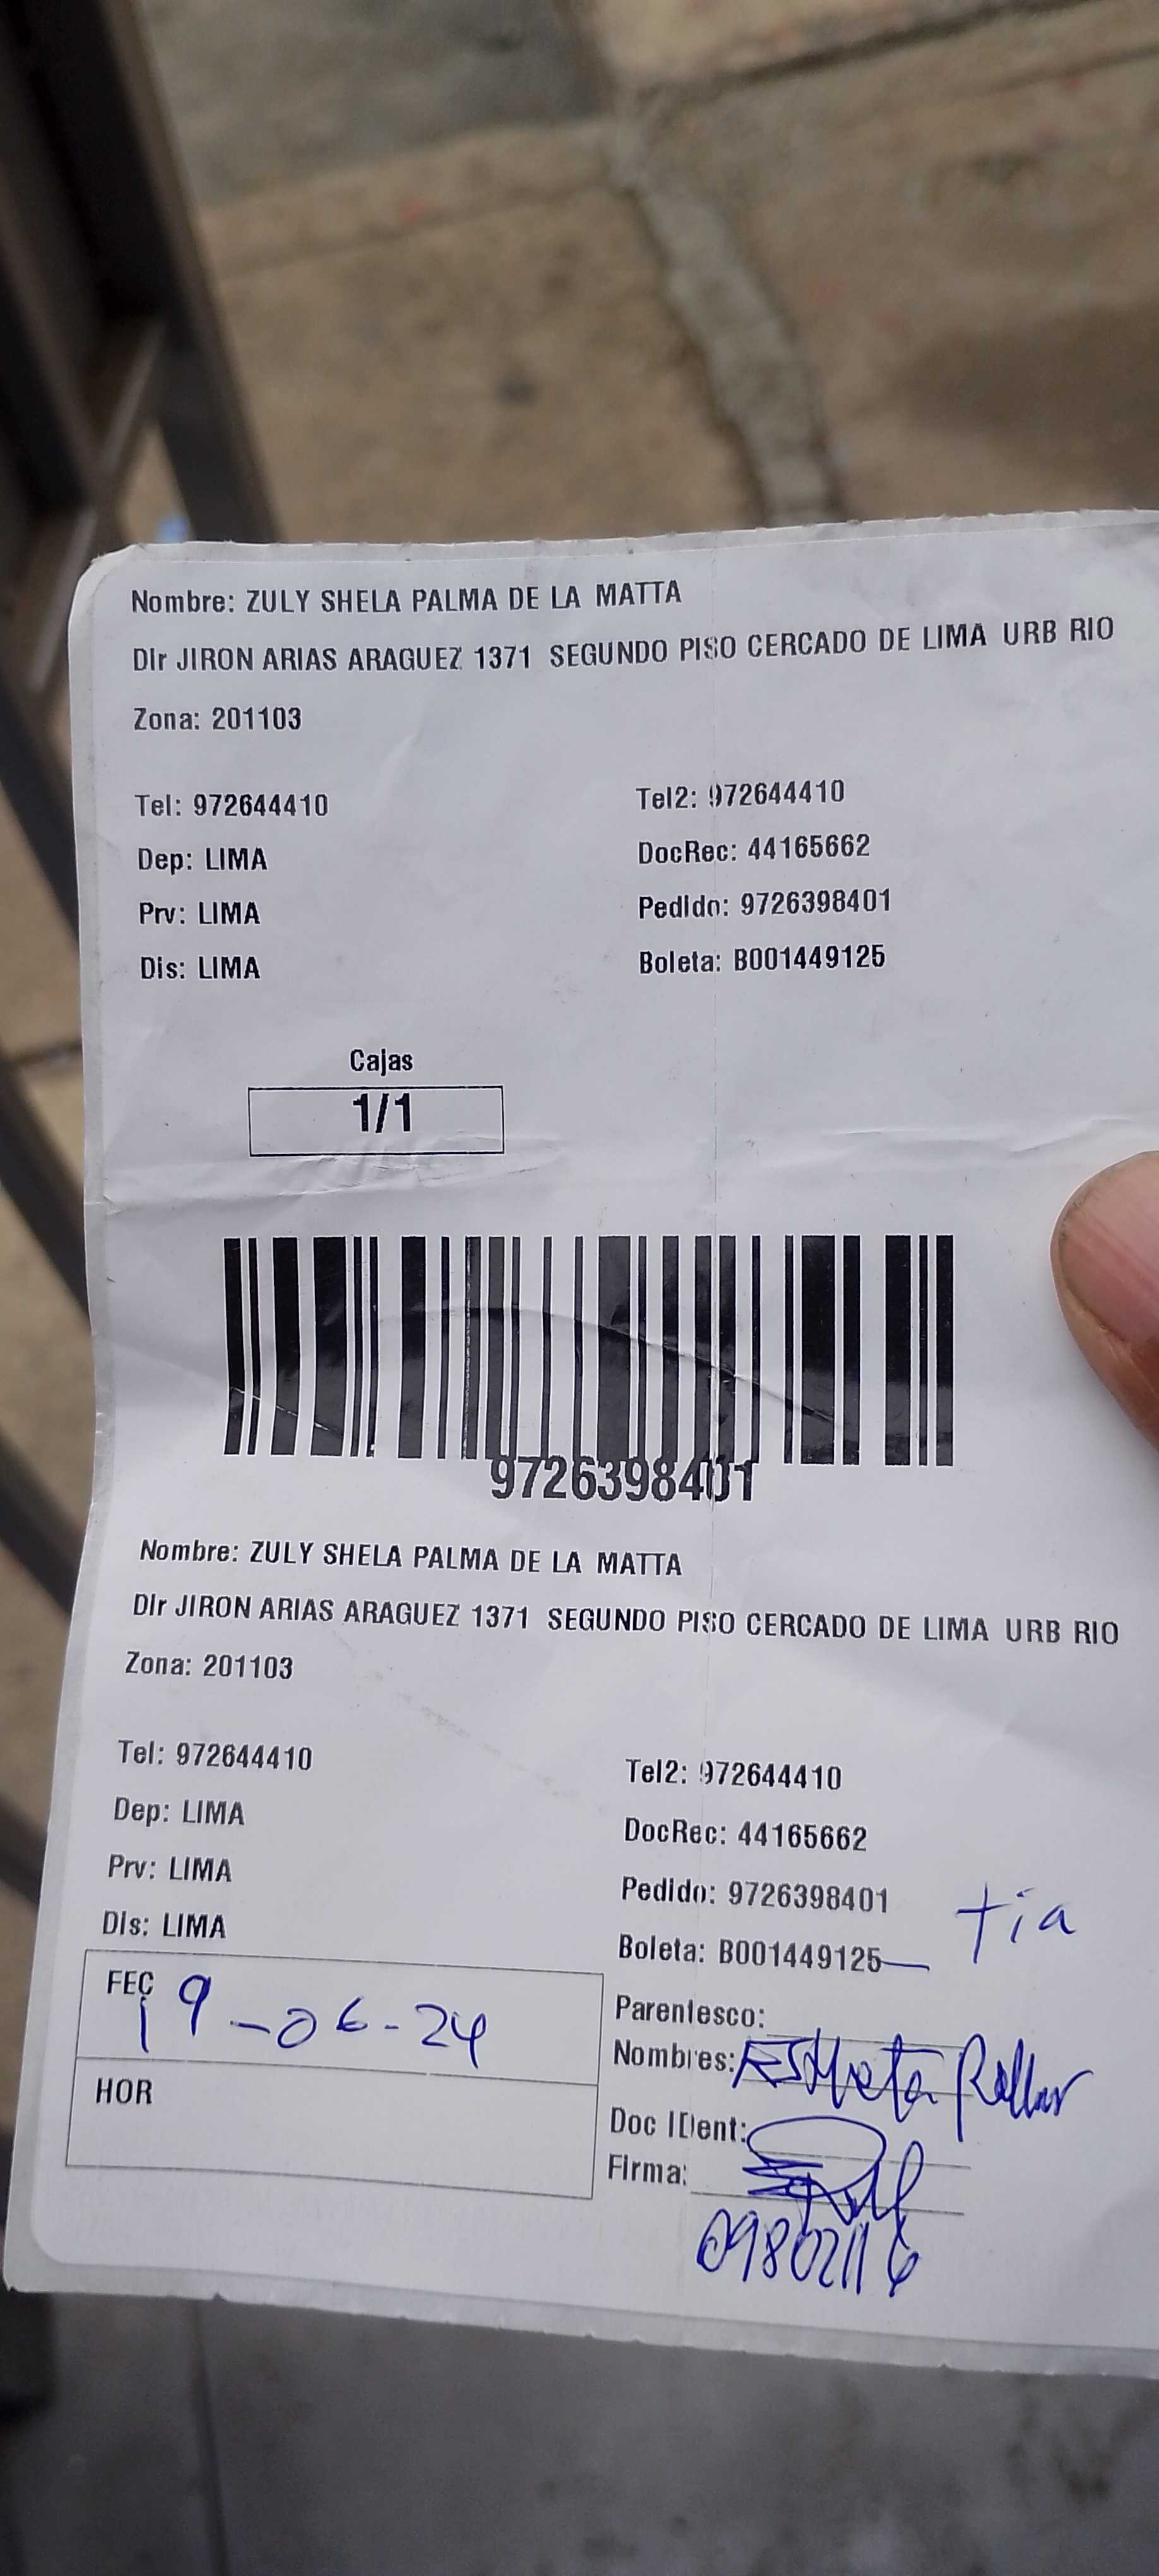 Nombre: ZULY SHELA PALMA DE LA MATTA
Dir JIRON ARIAS ARAGUEZ 1371 SEGUNDO PISO CERCADO DE LIMA URB RIO
Zona: 201103
Tel: 972644410 Tel2: 972644410
Dep: LIMA DocRec: 44165662
Prv: LIMA Pedido: 9726398401
Dis: LIMA Boleta: B001449125
Cajas
1/1
9726398401
Nombre: ZULY SHELA PALMA DE LA MATTA
Dir JIRON ARIAS ARAGUEZ 1371 SEGUNDO PISO CERCADO DE LIMA URB RIO
Zona: 201103
Tel: 972644410 Tel2: 972644410
Dep: LIMA DocRec: 44165662
Prv: LIMA Pedido: 9726398401
Dis: LIMA Boleta: B001449125
tia
FEC 19-06-24 Parentesco:
Nombres:
HOR Doc IDent:
Firma:
09802116